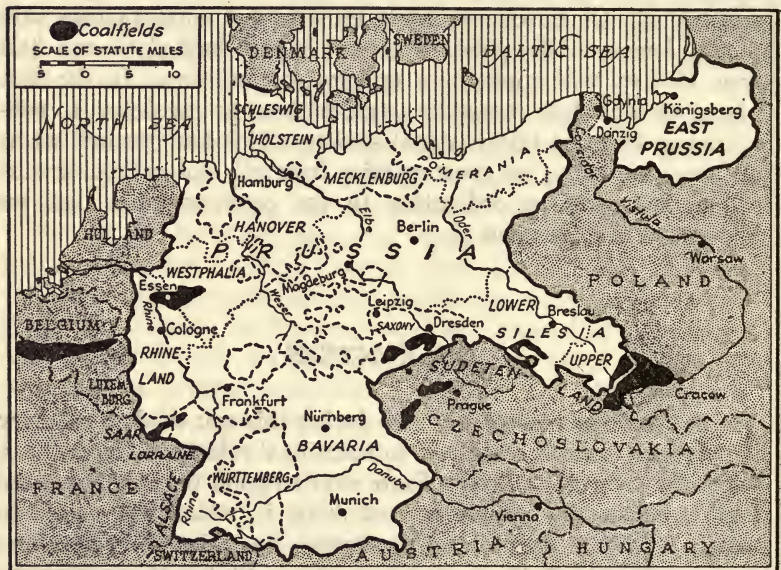 Coalfields
SCALE OF STATUTE MILES
5 0 5 10
DENMARK
SWEDEN
BALTIC SEA
NORTH SEA
SCHLESWIG
HOLSTEIN
Gdynia
Danzig
Königsberg
EAST
PRUSSIA
Corridor
POMERANIA
MECKLENBURG
Hamburg
Elbe
Oder
Vistula
Warsaw
POLAND
HOLLAND
HANOVER
Berlin
PRUSSIA
WESTPHALIA
Magdeburg
Essen
Weser
Leipzig
LOWER
Breslau
SILESIA
UPPER
BELGIUM
Rhine
Cologne
SAXONY
Dresden
RHINE
LAND
SUDETEN-
LAND
Cracow
LUXEM
BURG
Frankfurt
Prague
CZECHOSLOVAKIA
SAAR
LORRAINE
Nürnberg
BAVARIA
FRANCE
ALSACE
Rhine
WÜRTTEMBERG
Danube
Munich
Vienna
SWITZERLAND
AUSTRIA
HUNGARY